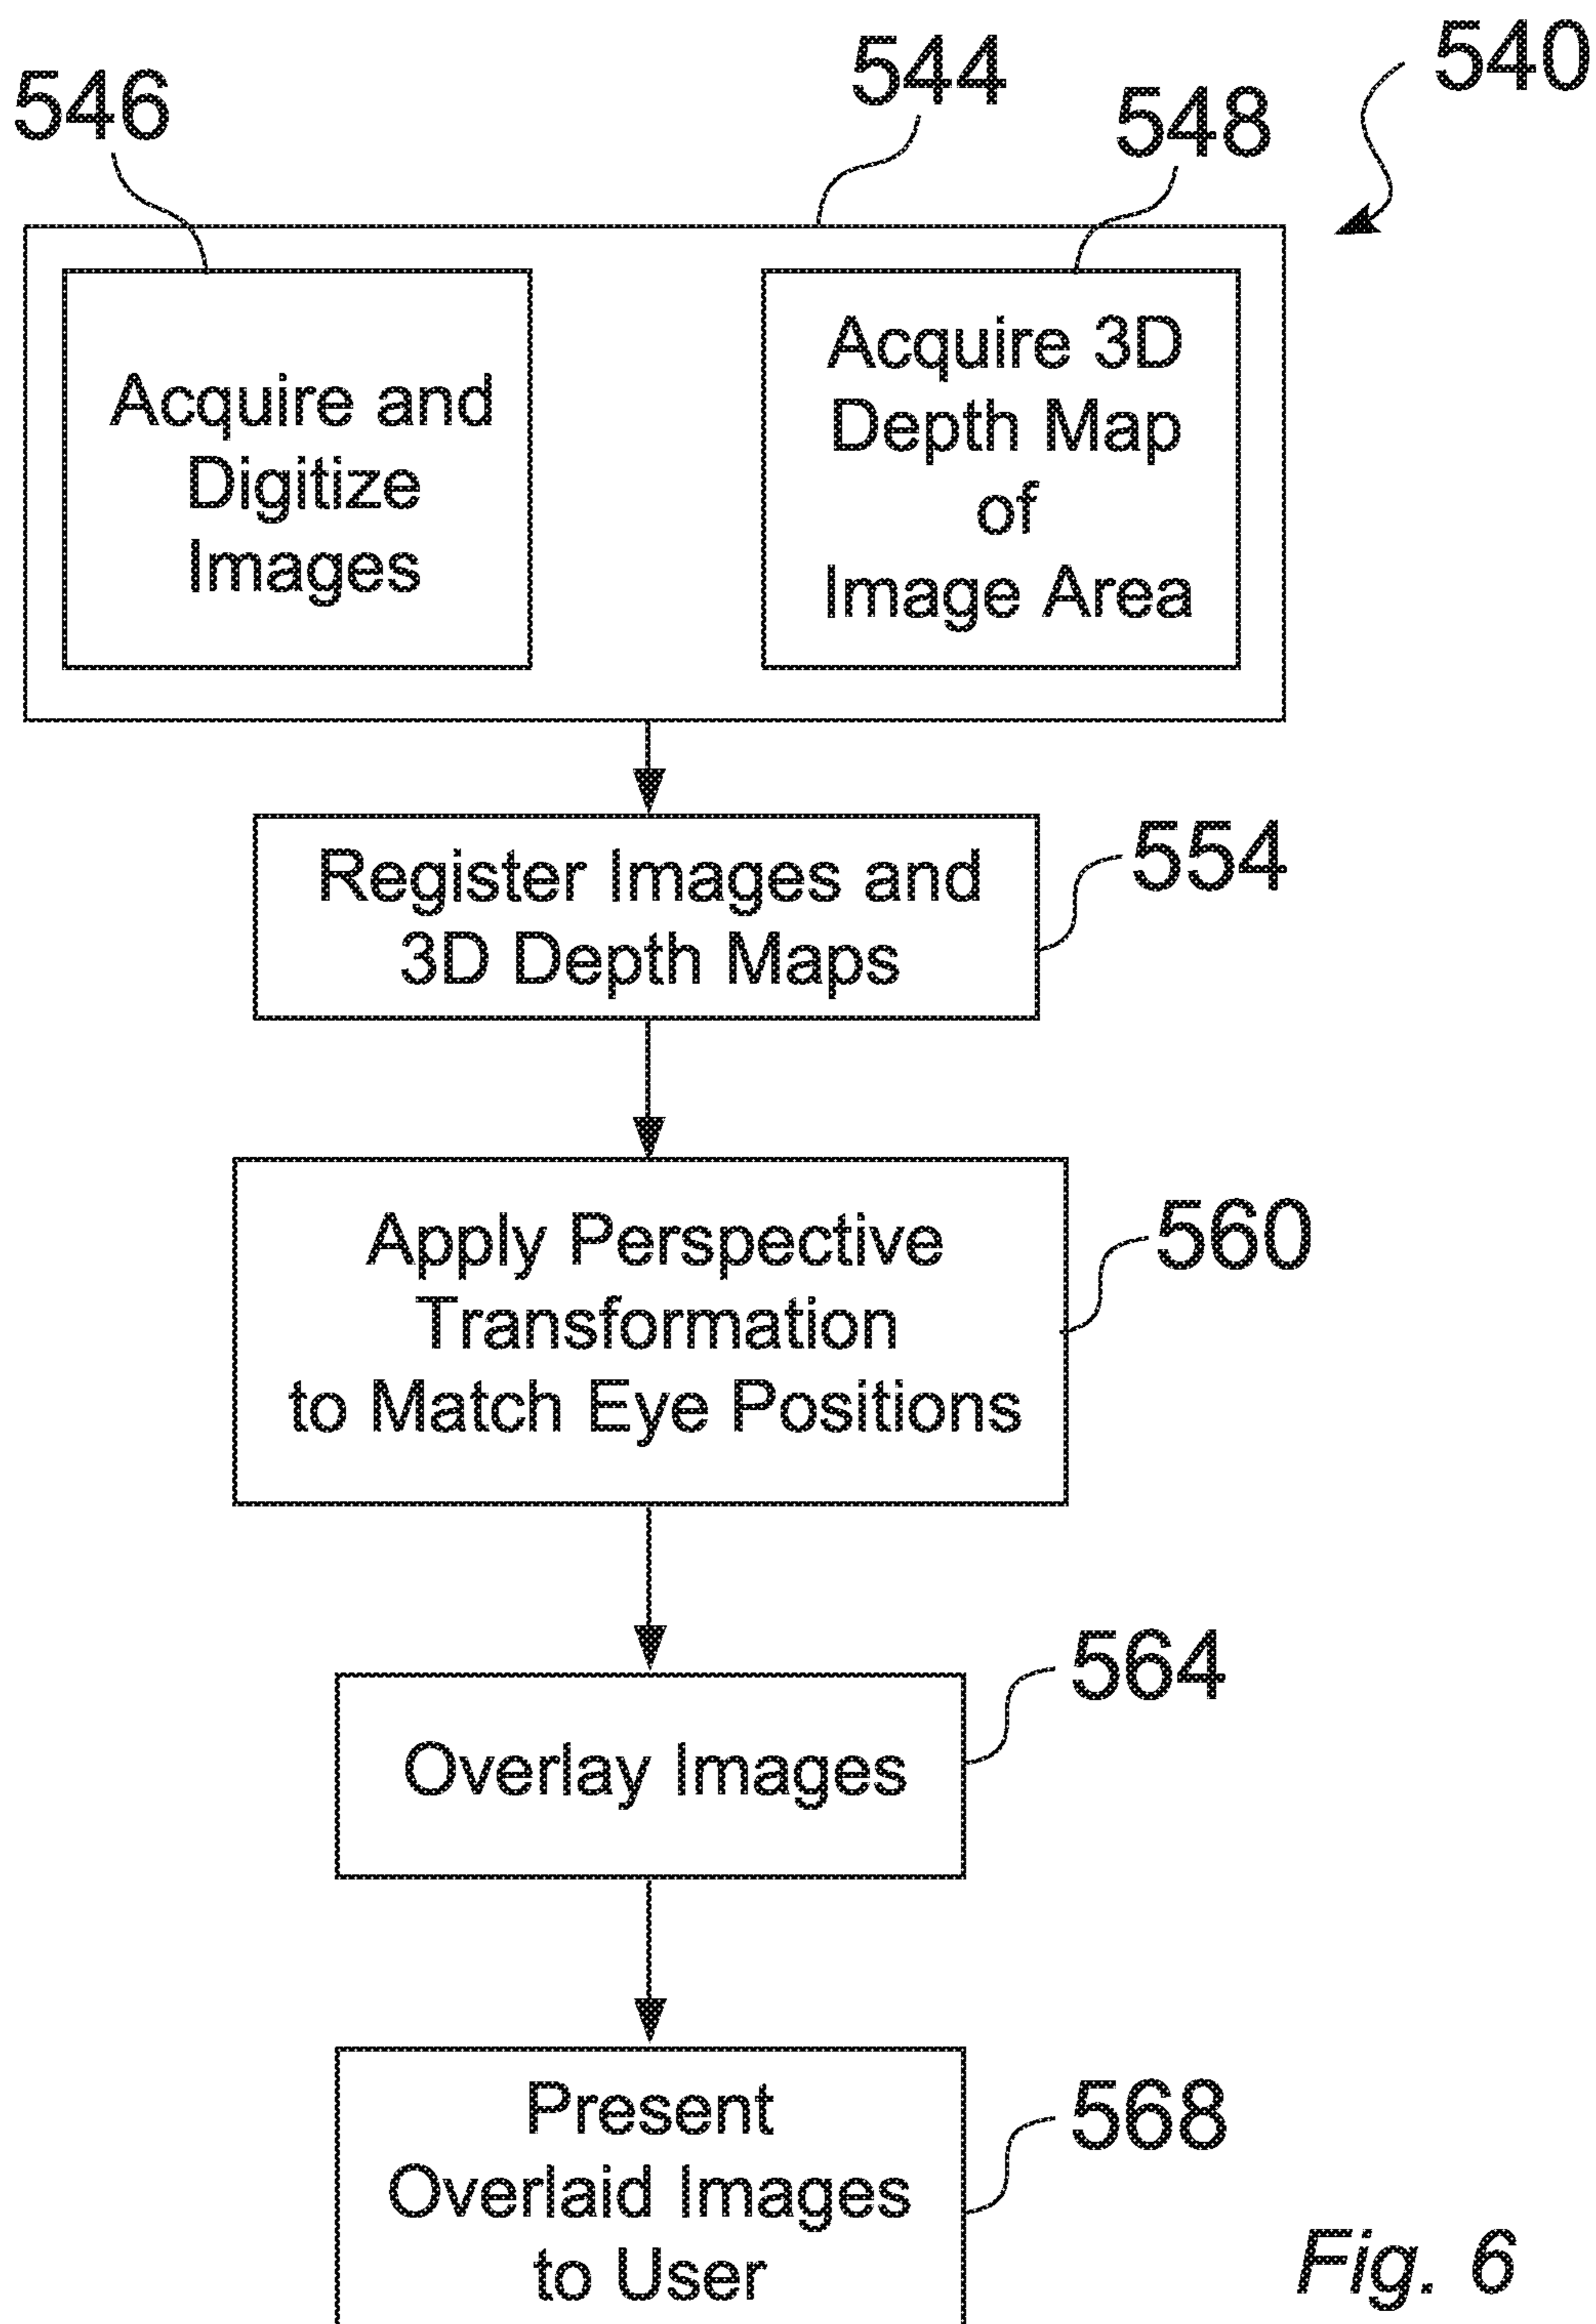 540
544
546
548
Acquire and
Digitize
Images
Acquire 3D
Depth Map
of
Image Area
Register Images and
3D Depth Maps
554
Apply Perspective
Transformation
to Match Eye Positions
560
Overlay Images
564
Present
Overlaid Images
to User
568
Fig. 6